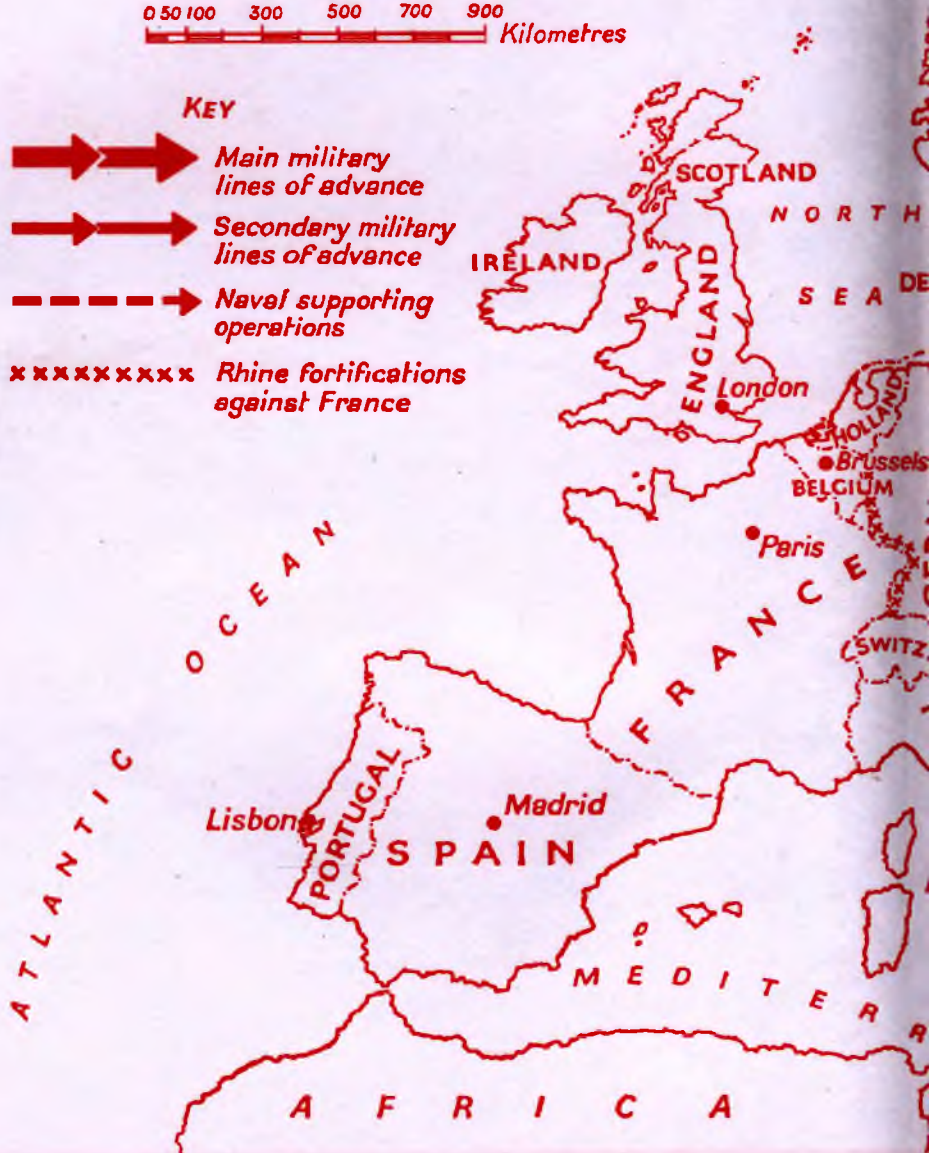 0 50 100 300 500 700 900
Kilometres
KEY
Main military
lines of advance
Secondary military
lines of advance
Naval supporting
operations
Rhine fortifications
against France
SCOTLAND
NORTH
SEA
DE
IRELAND
ENGLAND
London
HOLLAND
Brussels
BELGIUM
Paris
FRANCE
SWITZ
ATLANTIC OCEAN
PORTUGAL
Lisbon
Madrid
SPAIN
MEDITERR
AFRICA